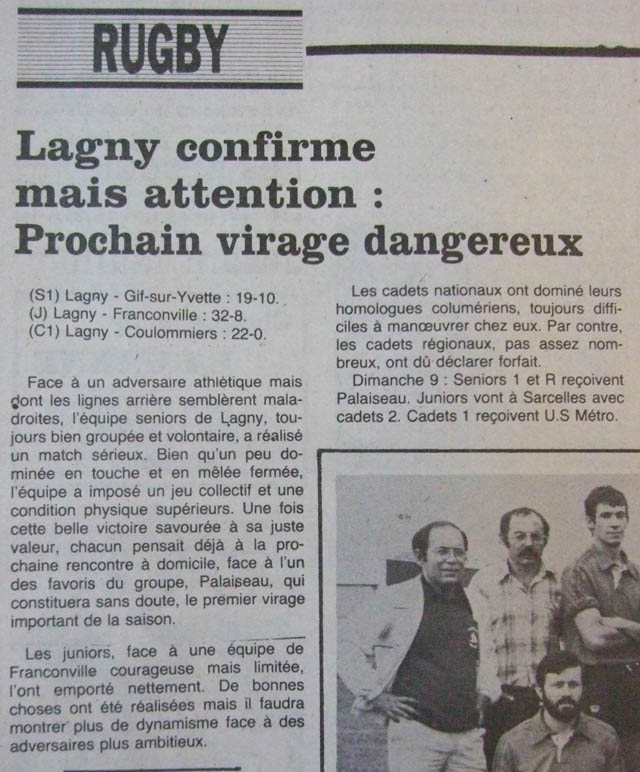 RUGBY
Lagny confirme
mais attention :
Prochain virage dangereux
(S1) Lagny - Gif-sur-Yvette : 19-10.
(J) Lagny - Franconville : 32-8.
(C1) Lagny - Coulommiers : 22-0.
Face à un adversaire athlétique mais
dont les lignes arrière semblèrent mala-
droites, l'équipe seniors de Lagny, tou-
jours bien groupée et volontaire, a réalisé
un match sérieux. Bien qu'un peu do-
minée en touche et en mêlée fermée,
l'équipe a imposé un jeu collectif et une
condition physique supérieurs. Une fois
cette belle victoire savourée à sa juste
valeur, chacun pensait déjà à la pro-
chaine rencontre à domicile, face à l'un
des favoris du groupe, Palaiseau, qui
constituera sans doute, le premier virage
important de la saison.
Les juniors, face à une équipe de
Franconville courageuse mais limitée,
l'ont emporté nettement. De bonnes
choses ont été réalisées mais il faudra
montrer plus de dynamisme face à des
adversaires plus ambitieux.
Les cadets nationaux ont dominé leurs
homologues columériens, toujours diffi-
ciles à manœuvrer chez eux. Par contre,
les cadets régionaux, pas assez nom-
breux, ont dû déclarer forfait.
Dimanche 9 : Seniors 1 et R reçoivent
Palaiseau. Juniors vont à Sarcelles avec
cadets 2. Cadets 1 reçoivent U.S Métro.